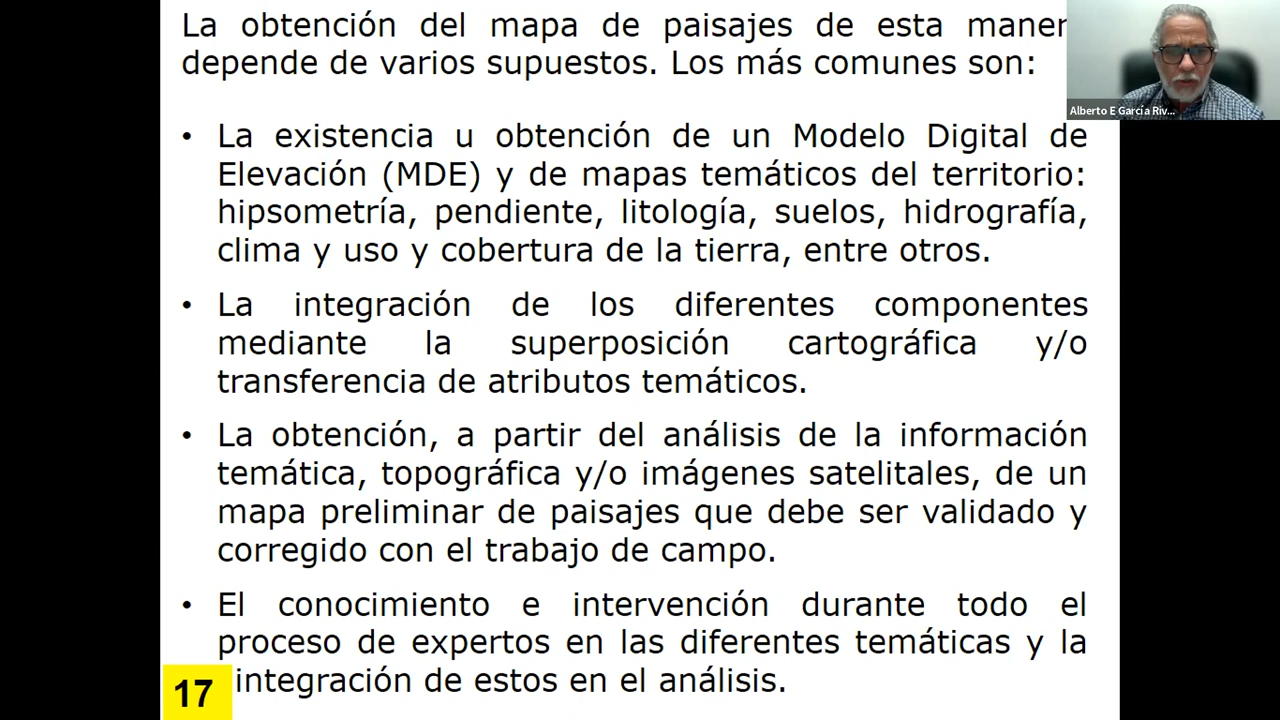 La obtención del mapa de paisajes de esta maner
depende de varios supuestos. Los más comunes son:
Alberto E García Riv...
• La existencia u obtención de un Modelo Digital de
Elevación (MDE) y de mapas temáticos del territorio:
hipsometría, pendiente, litología, suelos, hidrografía,
clima y uso y cobertura de la tierra, entre otros.
• La integración de los diferentes componentes
mediante la superposición cartográfica y/o
transferencia de atributos temáticos.
• La obtención, a partir del análisis de la información
temática, topográfica y/o imágenes satelitales, de un
mapa preliminar de paisajes que debe ser validado y
corregido con el trabajo de campo.
• El conocimiento e intervención durante todo el
proceso de expertos en las diferentes temáticas y la
integración de estos en el análisis.
17